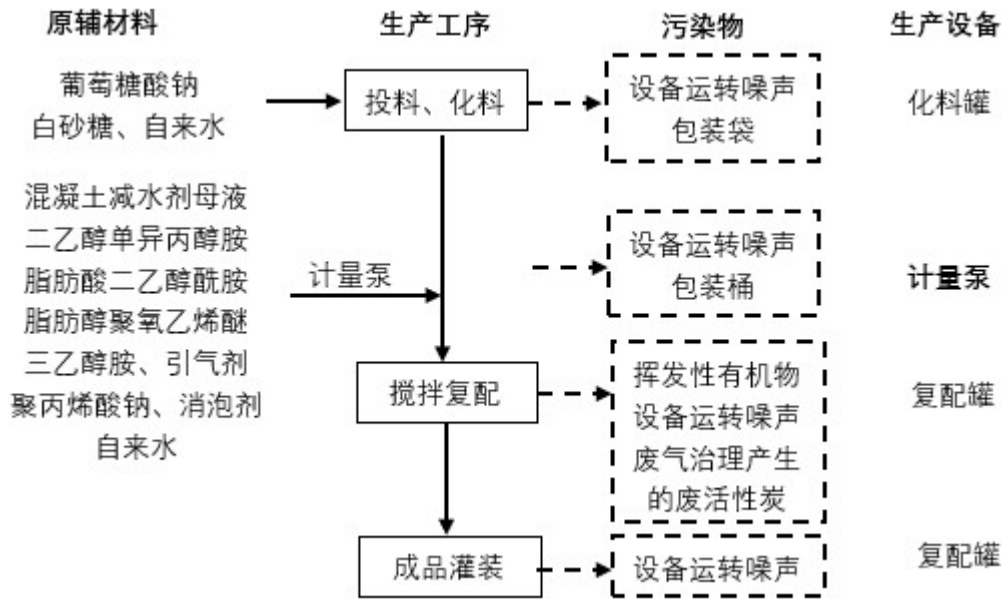 原辅材料 生产工序 污染物 生产设备
葡萄糖酸钠
白砂糖、自来水
投料、化料
设备运转噪声
包装袋
化料罐
混凝土减水剂母液
二乙醇单异丙醇胺
脂肪酸二乙醇酰胺
脂肪醇聚氧乙烯醚
三乙醇胺、引气剂
聚丙烯酸钠、消泡剂
自来水
计量泵
设备运转噪声
包装桶
计量泵
搅拌复配
挥发性有机物
设备运转噪声
废气治理产生
的废活性炭
复配罐
成品灌装
设备运转噪声
复配罐